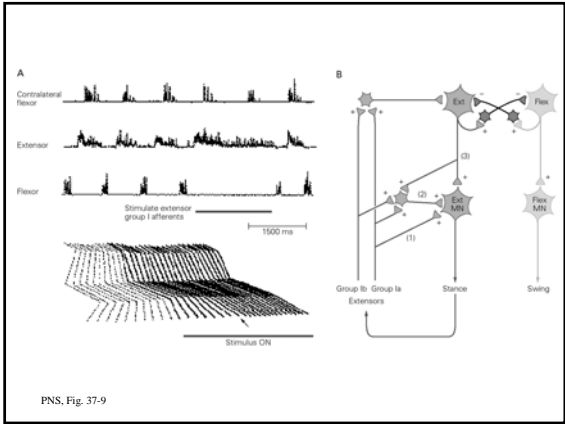 A
Contralateral
flexor
Extensor
Flexor
Stimulate extensor
group I afferents
1500 ms
Stimulus ON
B
Ext
Flex
– –
+ +
+ +
(3)
+
+
+
(2)
+
+
Ext
MN
Flex
MN
+
+
(1)
Group Ib Group Ia
Extensors
Stance
Swing
PNS, Fig. 37-9